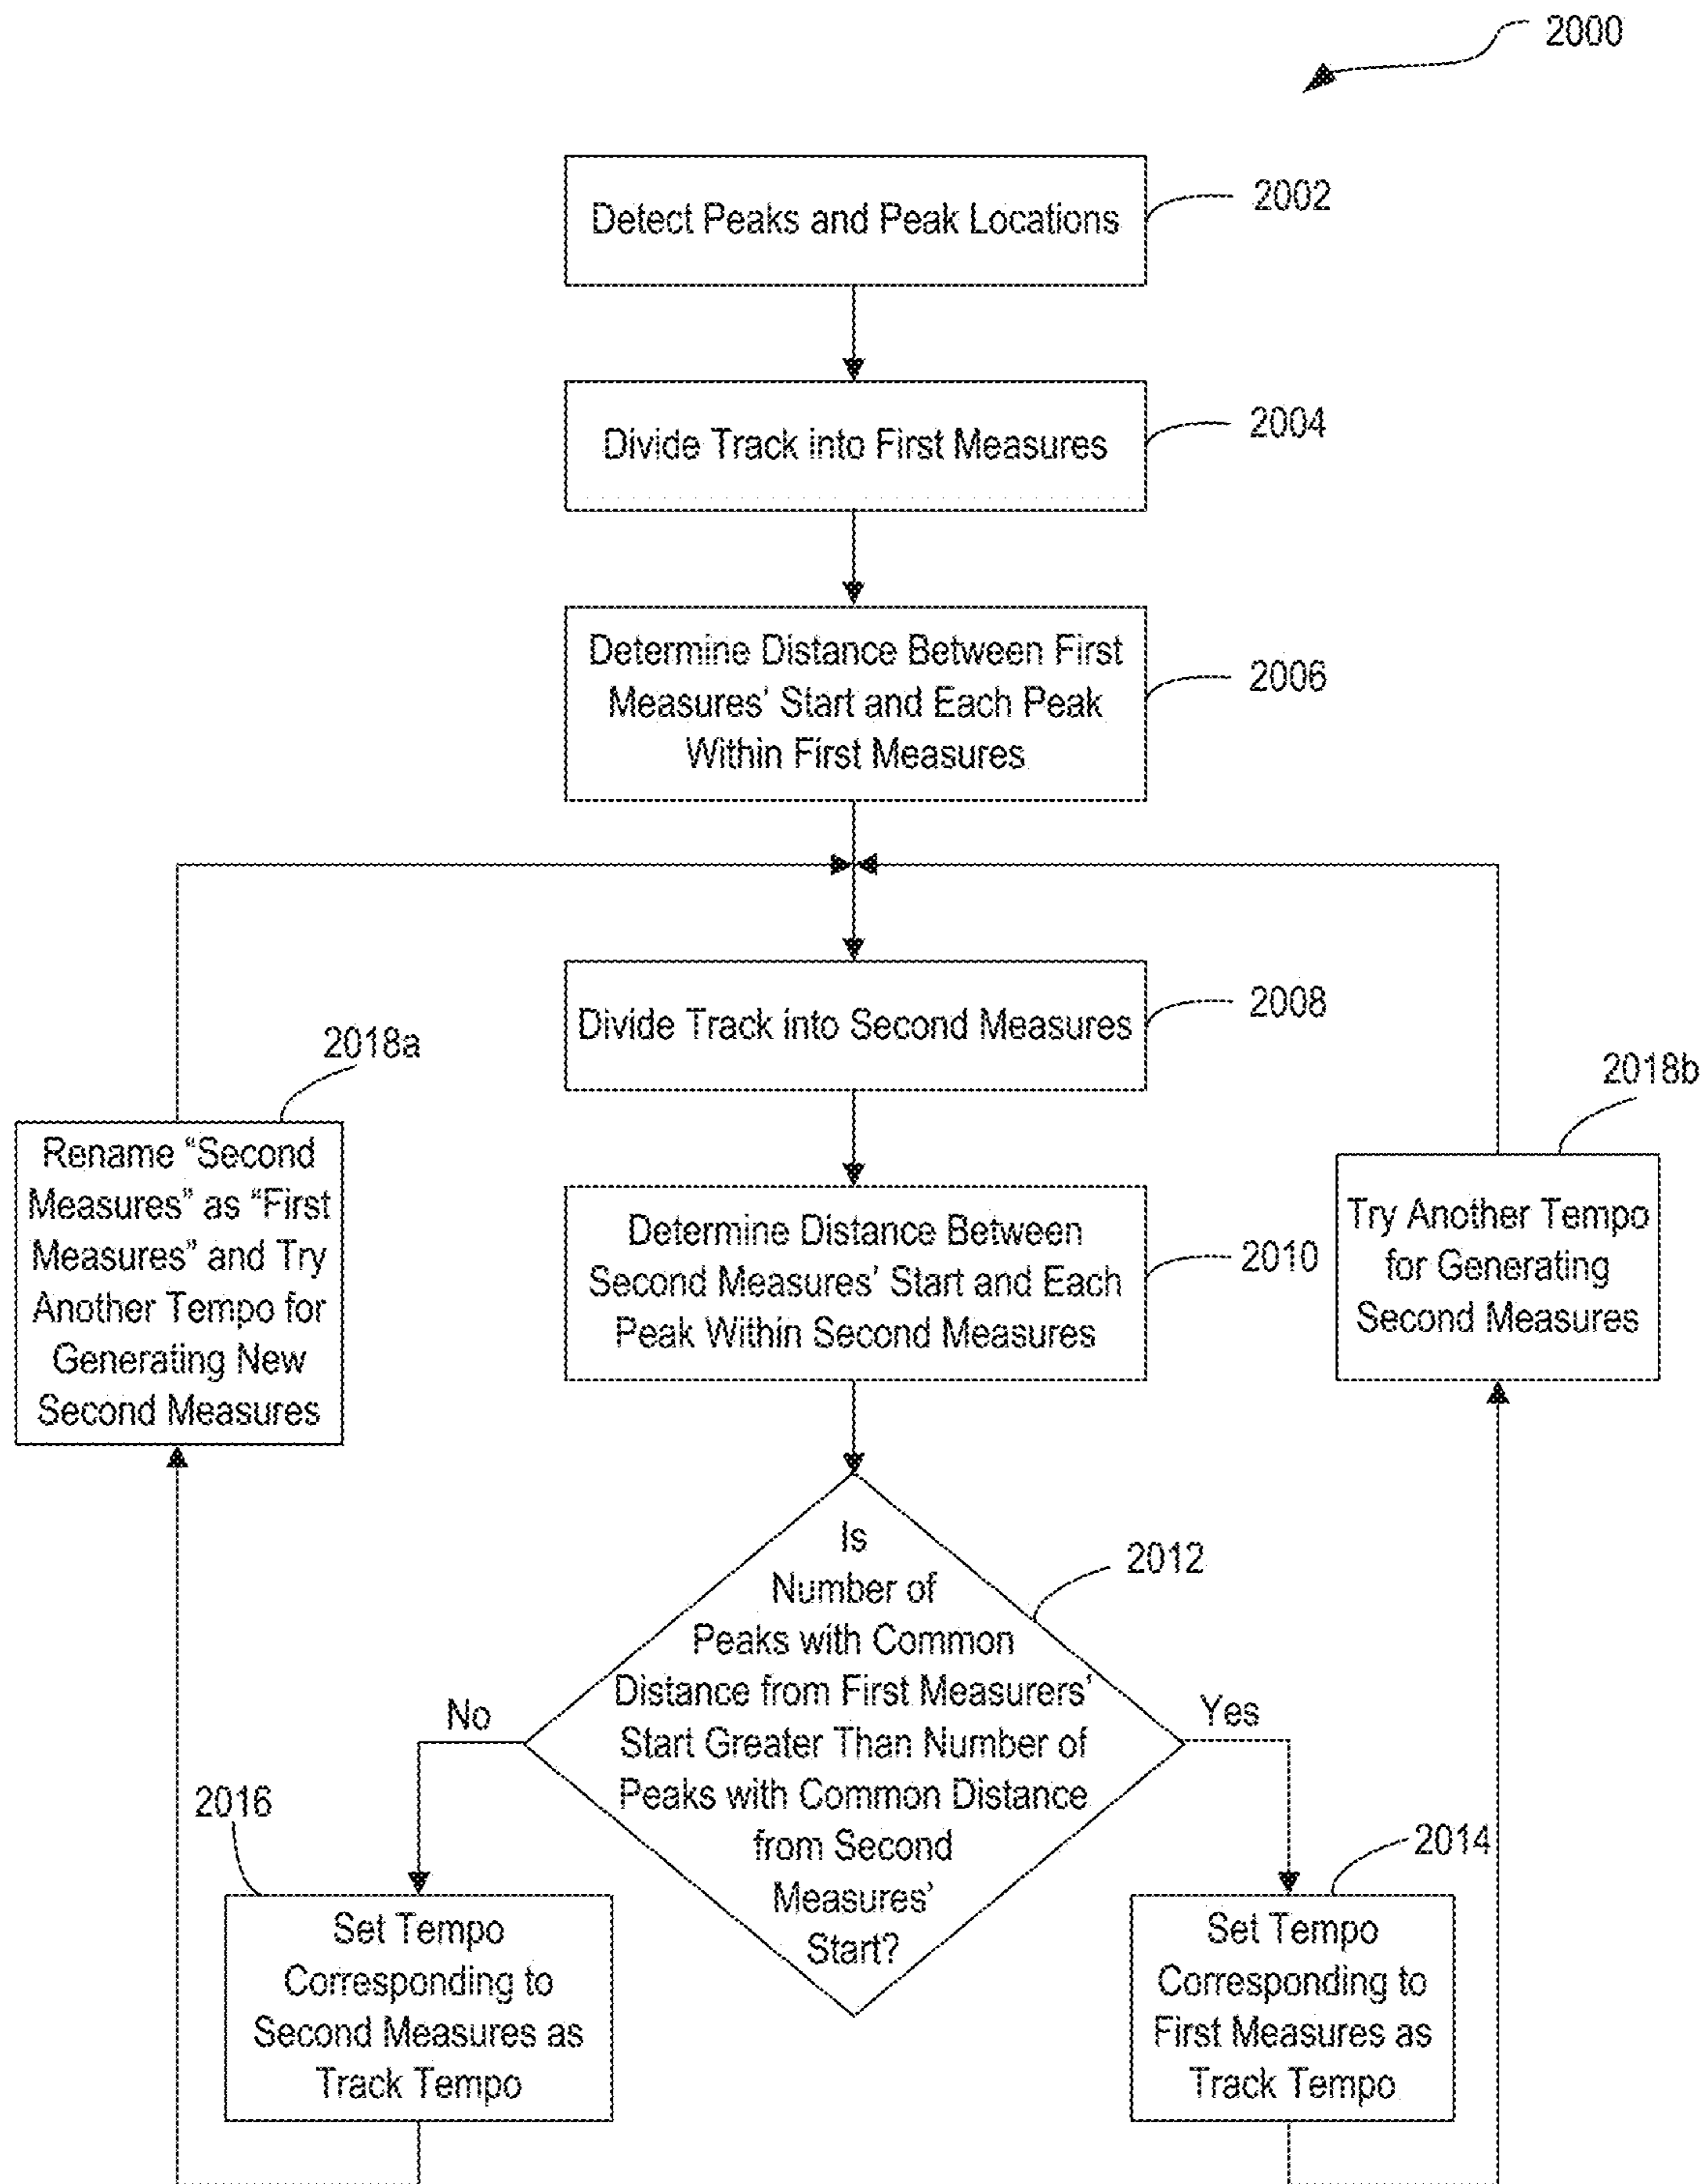 2000
Detect Peaks and Peak Locations
2002
Divide Track into First Measures
2004
Determine Distance Between First
Measures' Start and Each Peak
Within First Measures
2006
Divide Track into Second Measures
2008
2018a
Rename “Second
Measures” as “First
Measures” and Try
Another Tempo for
Generating New
Second Measures
2018b
Try Another Tempo
for Generating
Second Measures
Determine Distance Between
Second Measures' Start and Each
Peak Within Second Measures
2010
Is
Number of
Peaks with Common
Distance from First Measurers'
Start Greater Than Number of
Peaks with Common Distance
from Second
Measures'
Start?
2012
No
Yes
2016
Set Tempo
Corresponding to
Second Measures as
Track Tempo
2014
Set Tempo
Corresponding to
First Measures as
Track Tempo